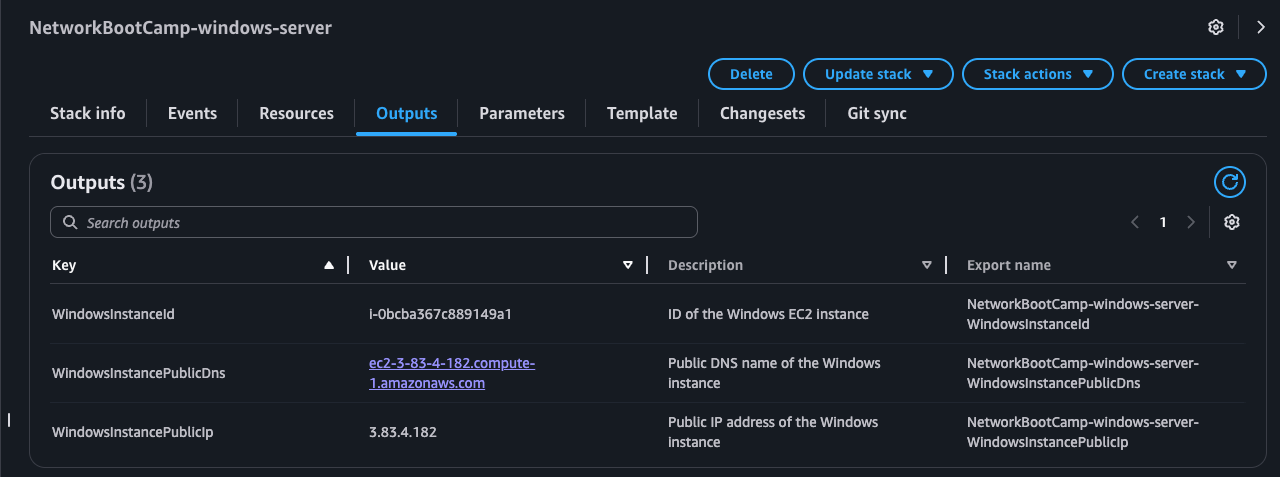 NetworkBootCamp-windows-server
Delete
Update stack
Stack actions
Create stack
Stack info
Events
Resources
Outputs
Parameters
Template
Changesets
Git sync
Outputs (3)
Search outputs
1
Key
Value
Description
Export name
WindowsInstanceId
i-0bcba367c889149a1
ID of the Windows EC2 instance
NetworkBootCamp-windows-server-
WindowsInstanceId
WindowsInstancePublicDns
ec2-3-83-4-182.compute-
1.amazonaws.com
Public DNS name of the Windows
instance
NetworkBootCamp-windows-server-
WindowsInstancePublicDns
WindowsInstancePublicIp
3.83.4.182
Public IP address of the Windows
instance
NetworkBootCamp-windows-server-
WindowsInstancePublicIp